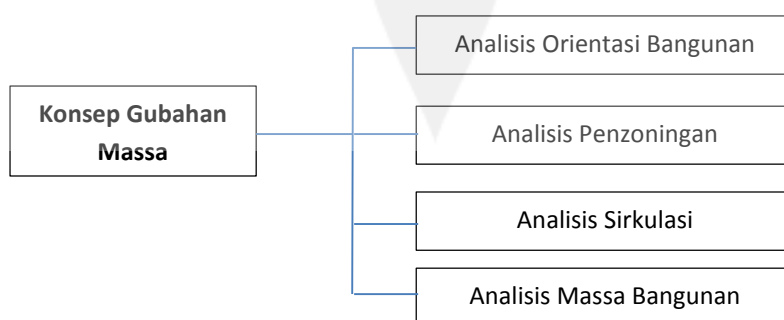 Analisis Orientasi Bangunan
Konsep Gubahan
Massa
Analisis Penzoningan
Analisis Sirkulasi
Analisis Massa Bangunan